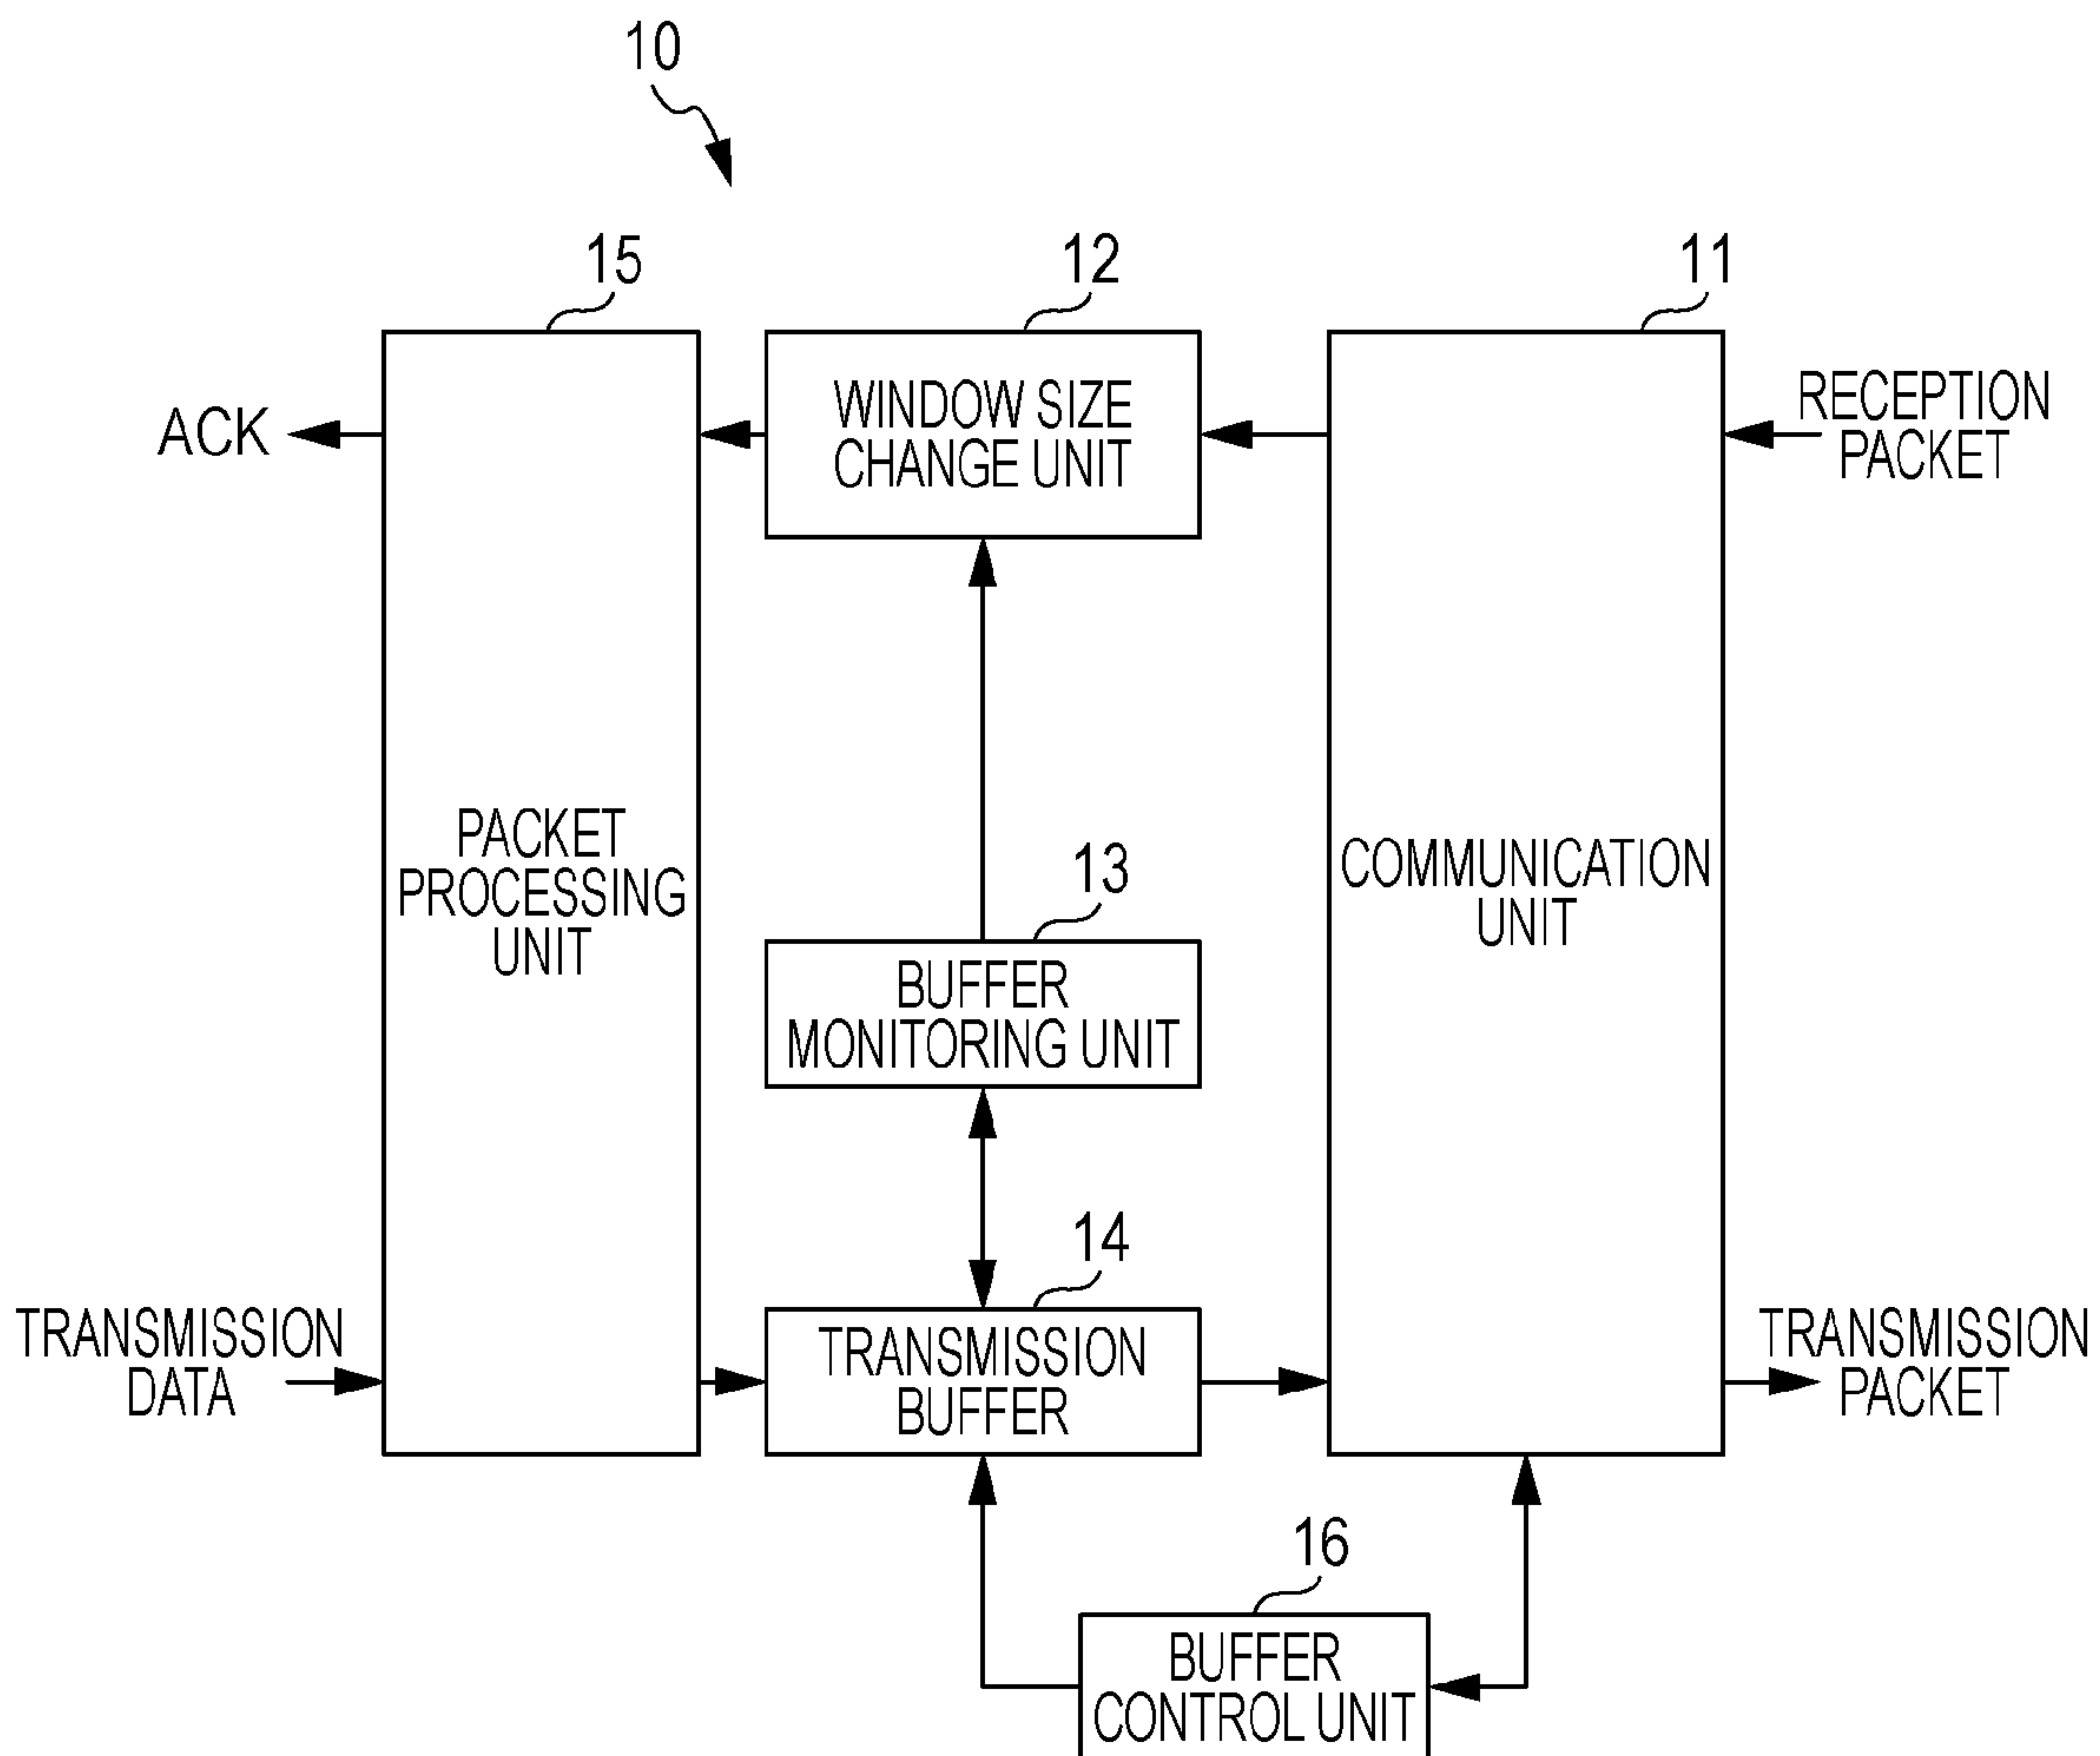 10
15
12
11
ACK
WINDOW SIZE
CHANGE UNIT
RECEPTION
PACKET
PACKET
PROCESSING
UNIT
COMMUNICATION
UNIT
13
BUFFER
MONITORING UNIT
14
TRANSMISSION
DATA
TRANSMISSION
BUFFER
TRANSMISSION
PACKET
16
BUFFER
CONTROL UNIT